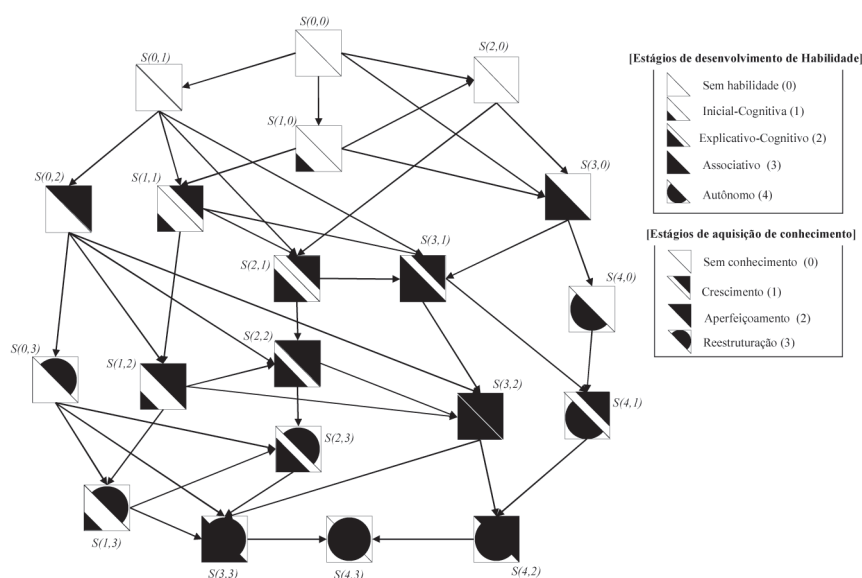 S(0,0)
S(0,1)
S(2,0)
S(1,0)
S(0,2)
S(1,1)
S(3,0)
S(3,1)
S(2,1)
S(4,0)
S(2,2)
S(0,3)
S(1,2)
S(3,2)
S(4,1)
S(2,3)
S(1,3)
S(3,3)
S(4,3)
S(4,2)
[Estágios de desenvolvimento de Habilidade]
Sem habilidade (0)
Inicial-Cognitiva (1)
Explicativo-Cognitivo (2)
Associativo (3)
Autônomo (4)
[Estágios de aquisição de conhecimento]
Sem conhecimento (0)
Crescimento (1)
Aperfeiçoamento (2)
Reestruturação (3)